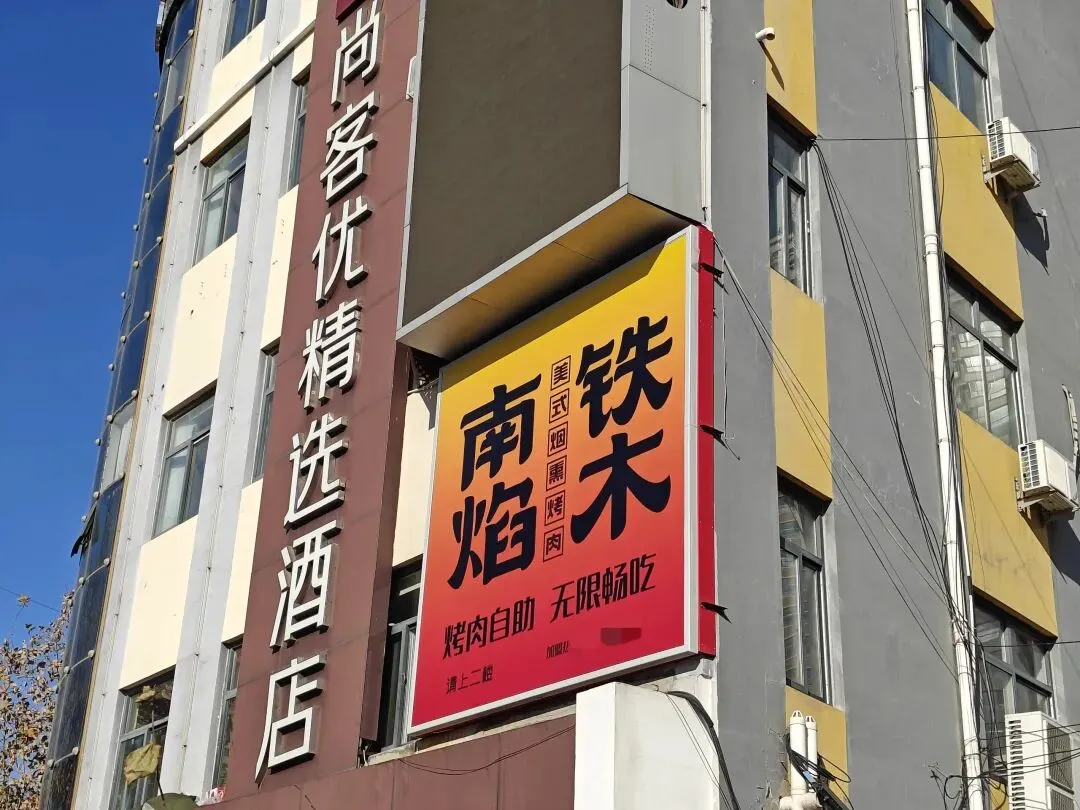 尚客优精选酒店
铁木
美式烟熏烤肉
南焰
烤肉自助 无限畅吃
请上二楼